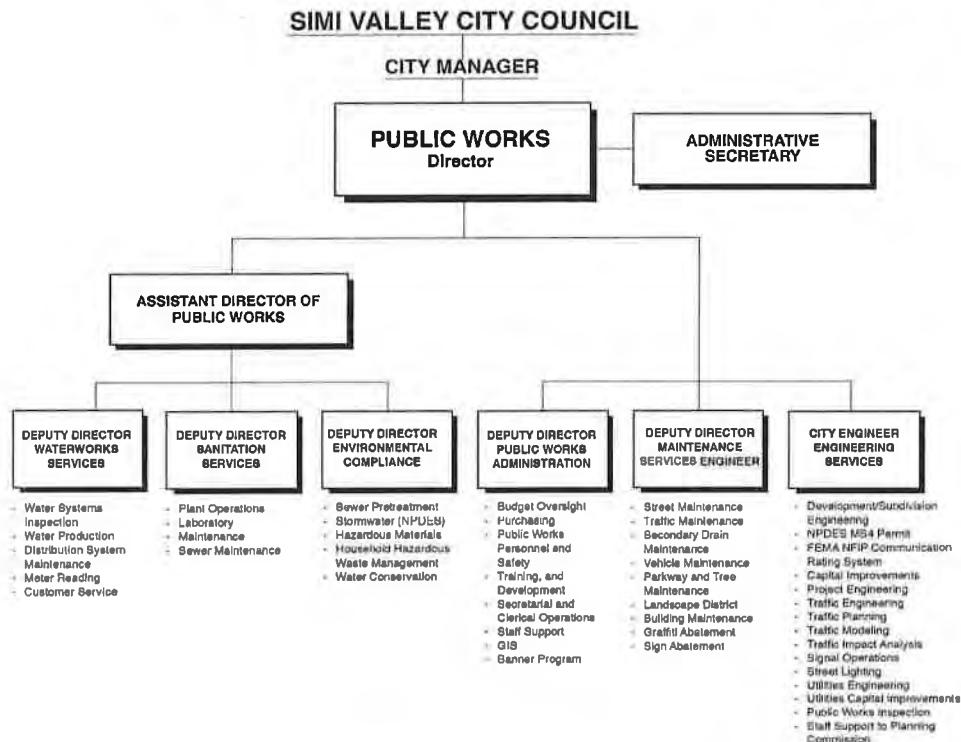 SIMI VALLEY CITY COUNCIL
CITY MANAGER
PUBLIC WORKS
Director
ADMINISTRATIVE
SECRETARY
ASSISTANT DIRECTOR OF
PUBLIC WORKS
DEPUTY DIRECTOR
WATERWORKS
SERVICES
- Water Systems
Inspection
- Water Production
- Distribution System
Maintenance
- Meter Reading
- Customer Service
DEPUTY DIRECTOR
SANITATION
SERVICES
- Plant Operations
- Laboratory
- Maintenance
- Sewer Maintenance
DEPUTY DIRECTOR
ENVIRONMENTAL
COMPLIANCE
- Sewer Pretreatment
- Stormwater (NPDES)
- Hazardous Materials
- Household Hazardous
Waste Management
- Water Conservation
DEPUTY DIRECTOR
PUBLIC WORKS
ADMINISTRATION
- Budget Oversight
- Purchasing
- Public Works
Personnel and
Safety
- Training, and
Development
- Secretarial and
Clerical Operations
- Staff Support
- GIS
- Banner Program
DEPUTY DIRECTOR
MAINTENANCE
SERVICES ENGINEER
- Street Maintenance
- Traffic Maintenance
- Secondary Drain
Maintenance
- Vehicle Maintenance
- Parkway and Tree
Maintenance
- Landscape District
- Building Maintenance
- Graffiti Abatement
- Sign Abatement
CITY ENGINEER
ENGINEERING
SERVICES
- Development/Subdivision
Engineering
- NPDES MS4 Permit
- FEMA NFIP Communication
Rating System
- Capital Improvements
- Project Engineering
- Traffic Engineering
- Traffic Planning
- Traffic Modeling
- Traffic Impact Analysis
- Signal Operations
- Street Lighting
- Utilities Engineering
- Utilities Capital Improvements
- Public Works Inspection
- Staff Support to Planning
Commission